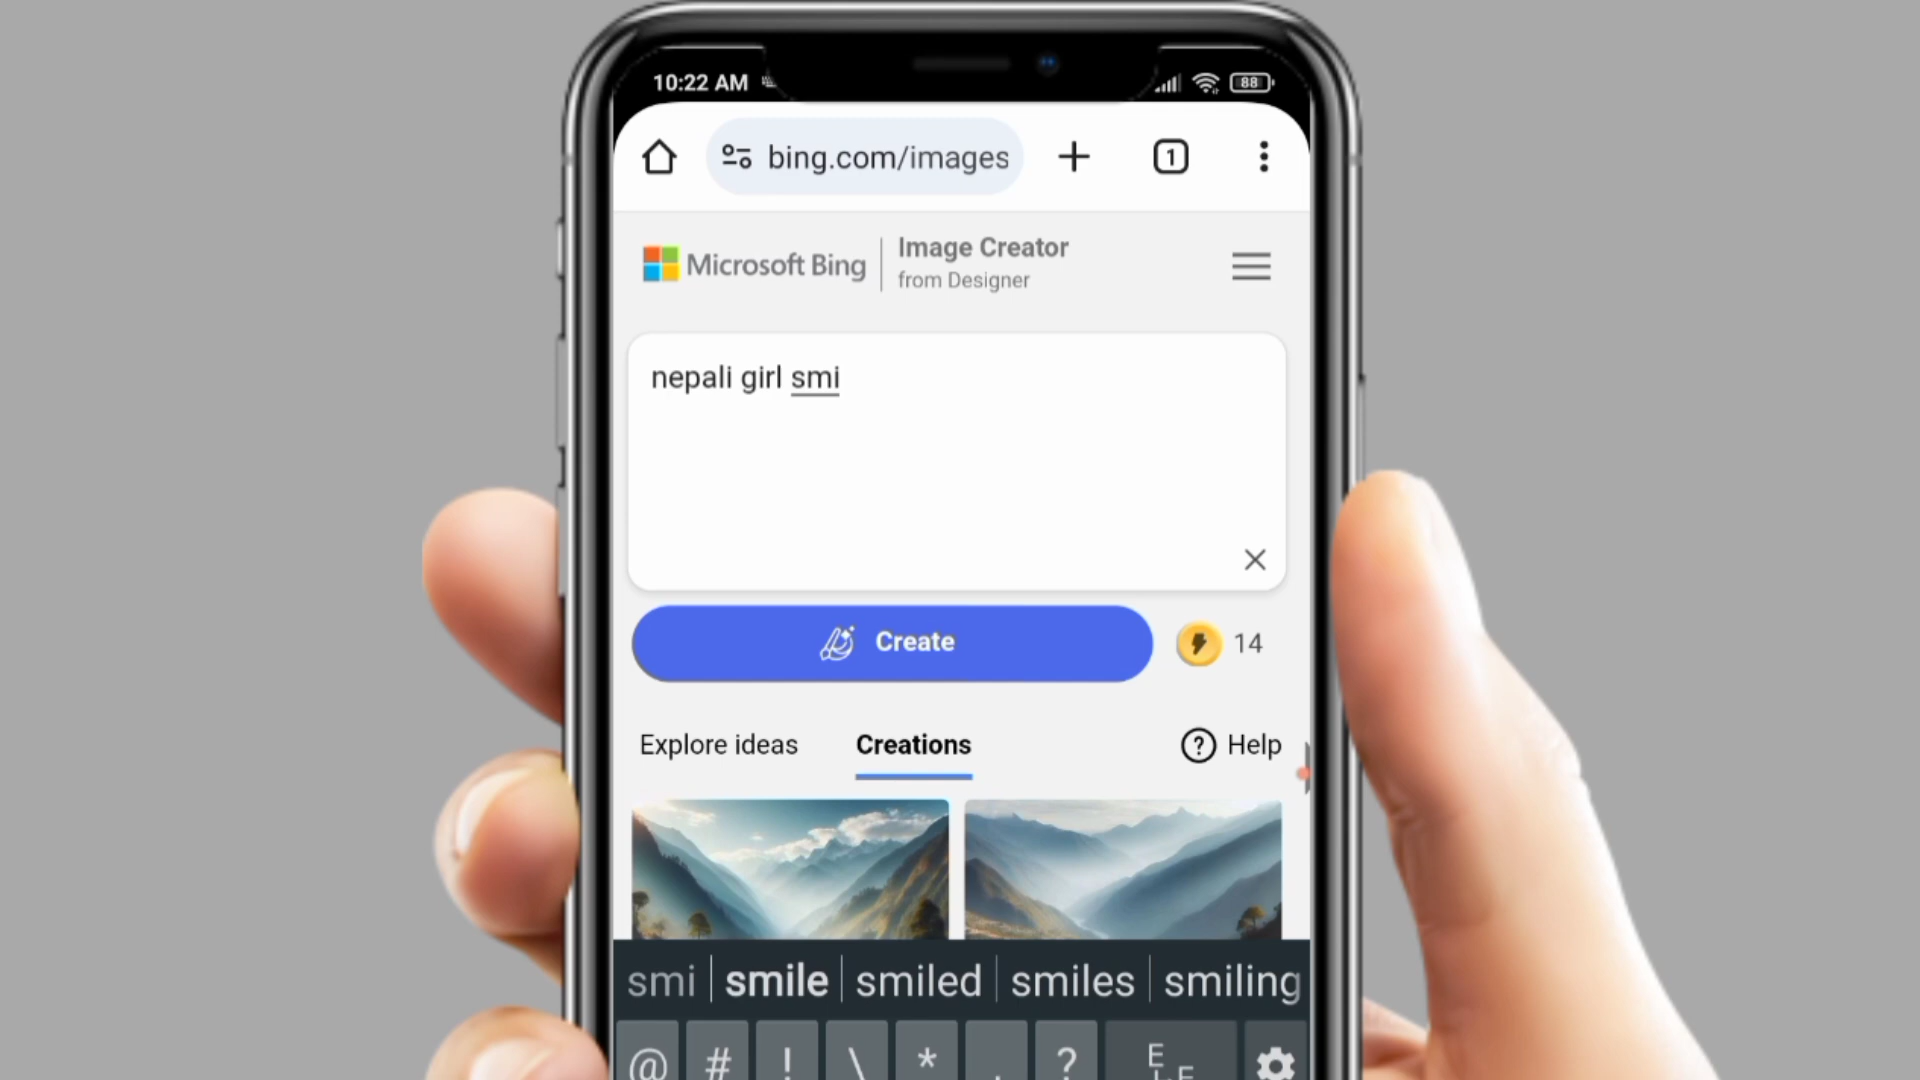 10:22 AM
88
bing.com/images
1
Microsoft Bing
Image Creator
from Designer
nepali girl smi
Create
14
Explore ideas
Creations
? Help
smi smile smiled smiles smiling
@ # ! \ * . ?